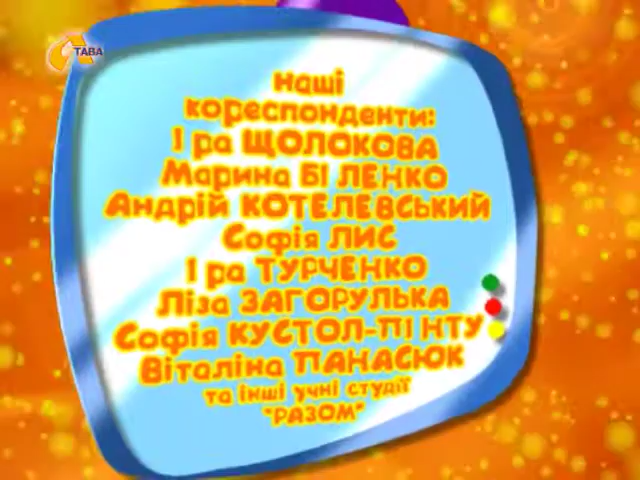 ТАВА
наші
кореспонденти:
Іра ЩОЛОКОВА
Марина БІЛЕНКО
Андрій КОТЕЛЕВСЬКИЙ
Софія ЛИС
Іра ТУРЧЕНКО
Ліза ЗАГОРУЛЬКА
Софія КУСТОЛ-ПІНТУ
Віталіна ПАНАСЮК
та інші учні студії
"РАЗОМ"